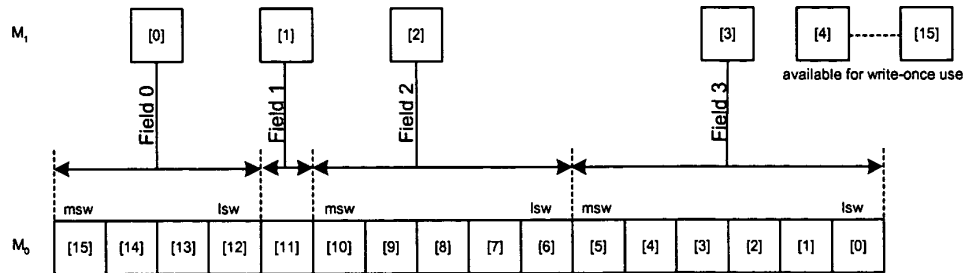 M₁ [0] [1] [2] [3] [4] [15]
available for write-once use
Field 0 Field 1 Field 2 Field 3
msw lsw msw lsw msw lsw
M₀ [15] [14] [13] [12] [11] [10] [9] [8] [7] [6] [5] [4] [3] [2] [1] [0]